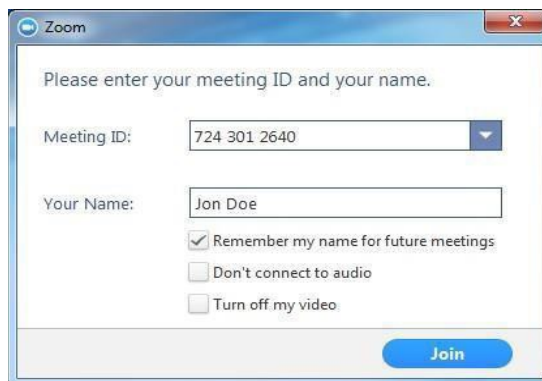 Zoom
Please enter your meeting ID and your name.
Meeting ID: 724 301 2640
Your Name: Jon Doe
Remember my name for future meetings
Don't connect to audio
Turn off my video
Join